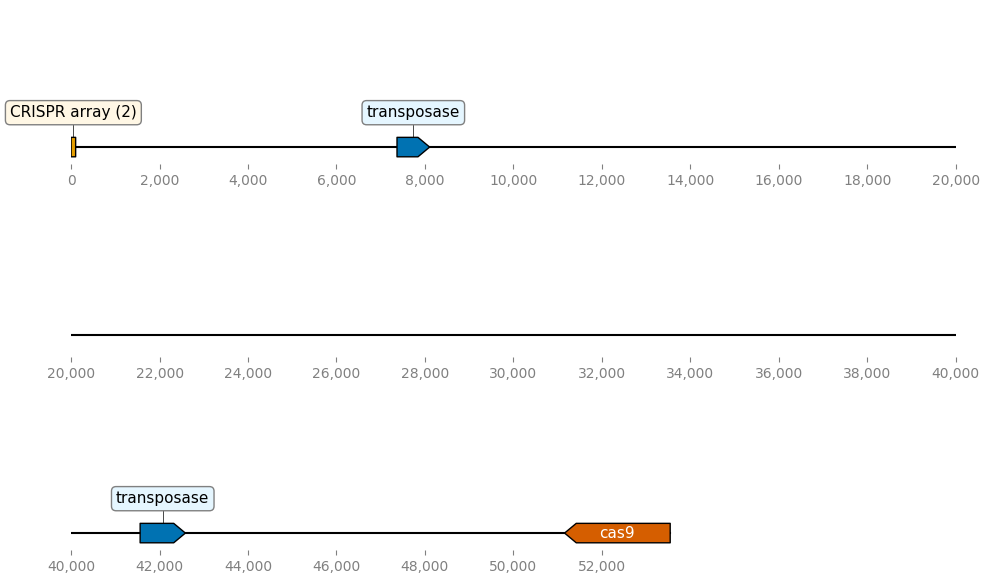 CRISPR array (2) transposase
0 2,000 4,000 6,000 8,000 10,000 12,000 14,000 16,000 18,000 20,000
20,000 22,000 24,000 26,000 28,000 30,000 32,000 34,000 36,000 38,000 40,000
transposase
cas9
40,000 42,000 44,000 46,000 48,000 50,000 52,000